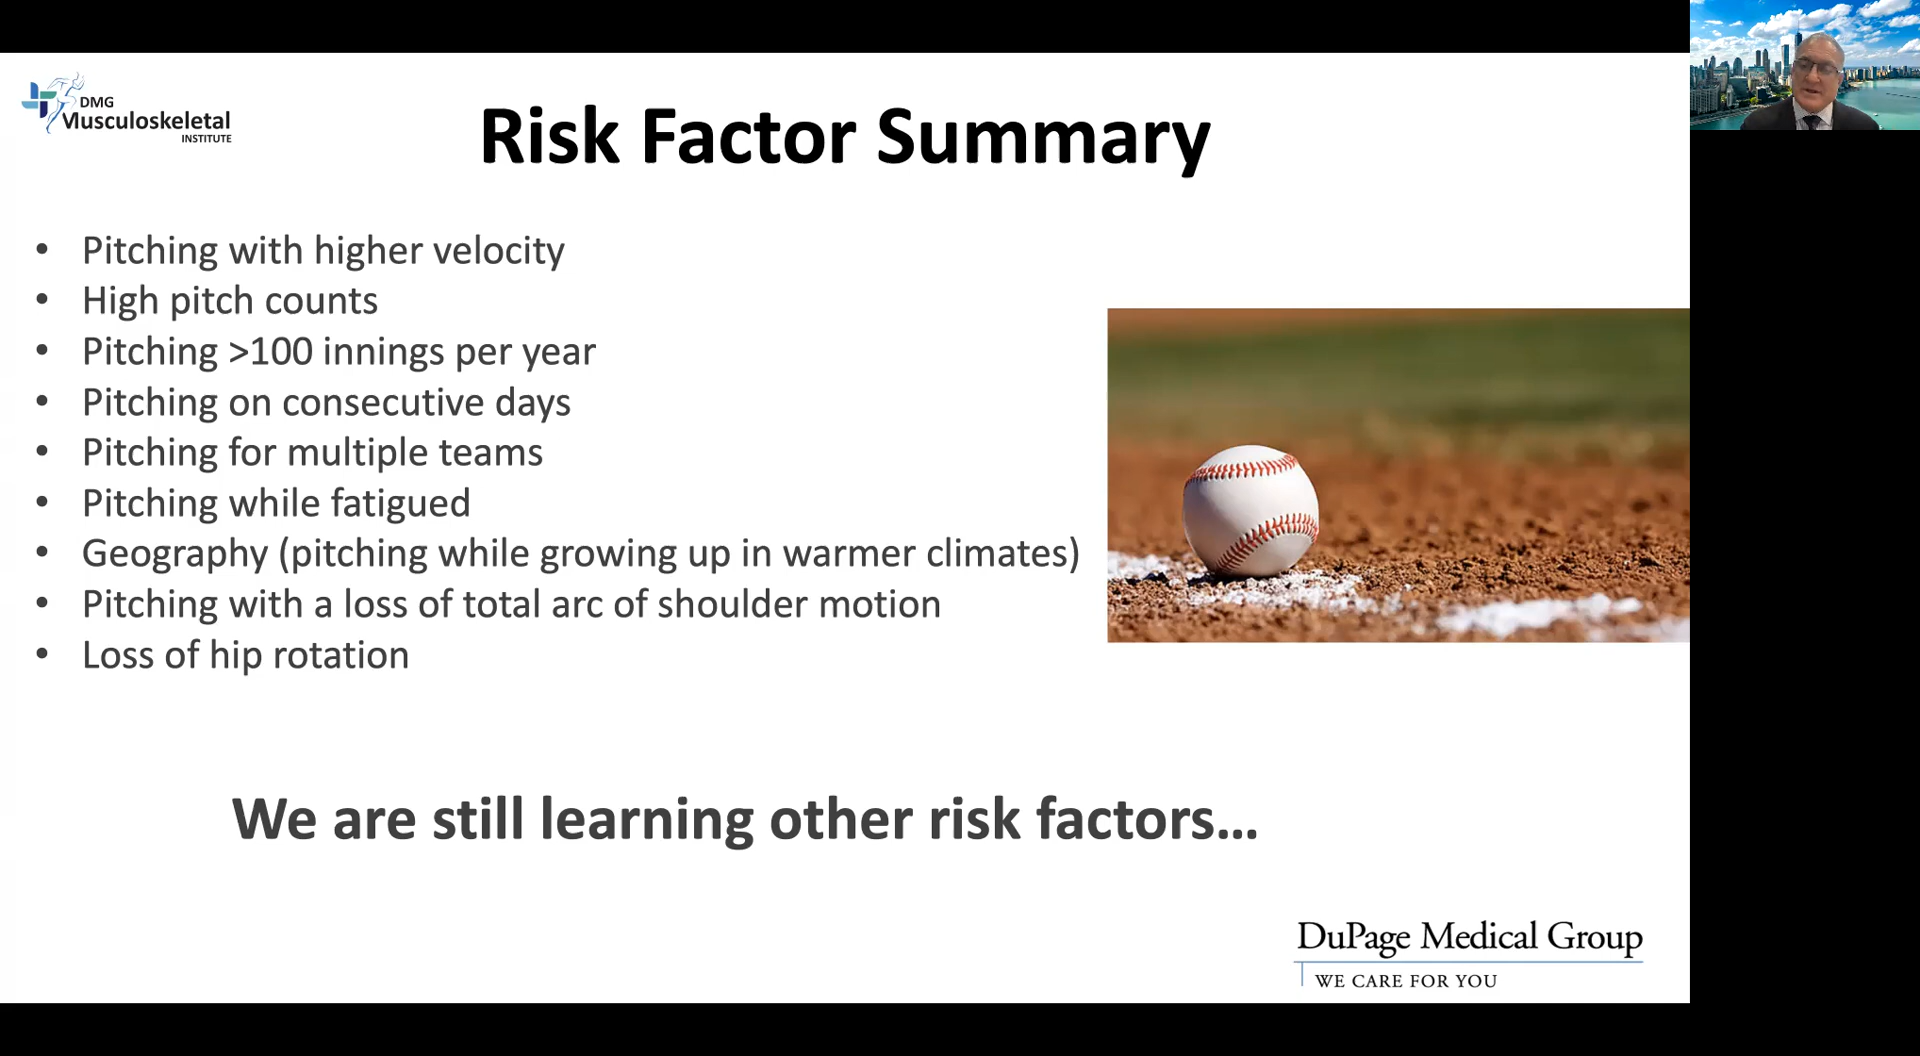 DMG
Musculoskeletal
INSTITUTE
Risk Factor Summary
• Pitching with higher velocity
• High pitch counts
• Pitching >100 innings per year
• Pitching on consecutive days
• Pitching for multiple teams
• Pitching while fatigued
• Geography (pitching while growing up in warmer climates)
• Pitching with a loss of total arc of shoulder motion
• Loss of hip rotation
We are still learning other risk factors...
DuPage Medical Group
WE CARE FOR YOU